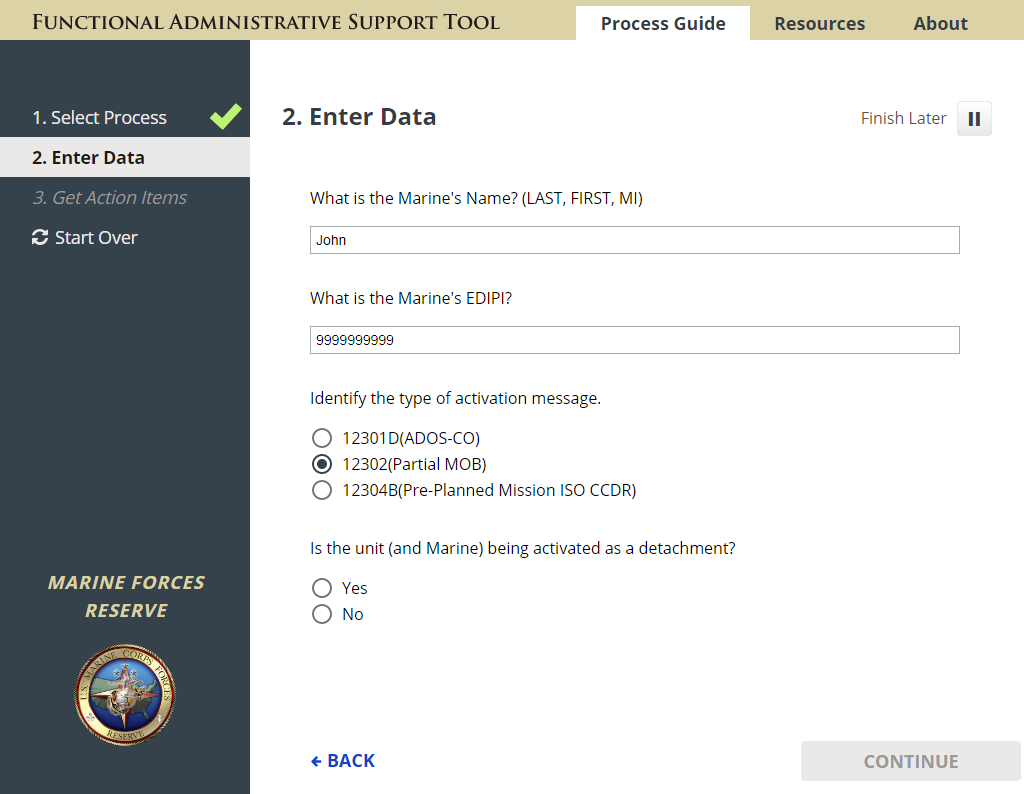 FUNCTIONAL ADMINISTRATIVE SUPPORT TOOL
Process Guide
Resources
About
1. Select Process
2. Enter Data
3. Get Action Items
Start Over
MARINE FORCES
RESERVE
U.S. MARINE CORPS FORCES
RESERVE
2. Enter Data
Finish Later
What is the Marine's Name? (LAST, FIRST, MI)
John
What is the Marine's EDIPI?
9999999999
Identify the type of activation message.
12301D(ADOS-CO)
12302(Partial MOB)
12304B(Pre-Planned Mission ISO CCDR)
Is the unit (and Marine) being activated as a detachment?
Yes
No
BACK
CONTINUE